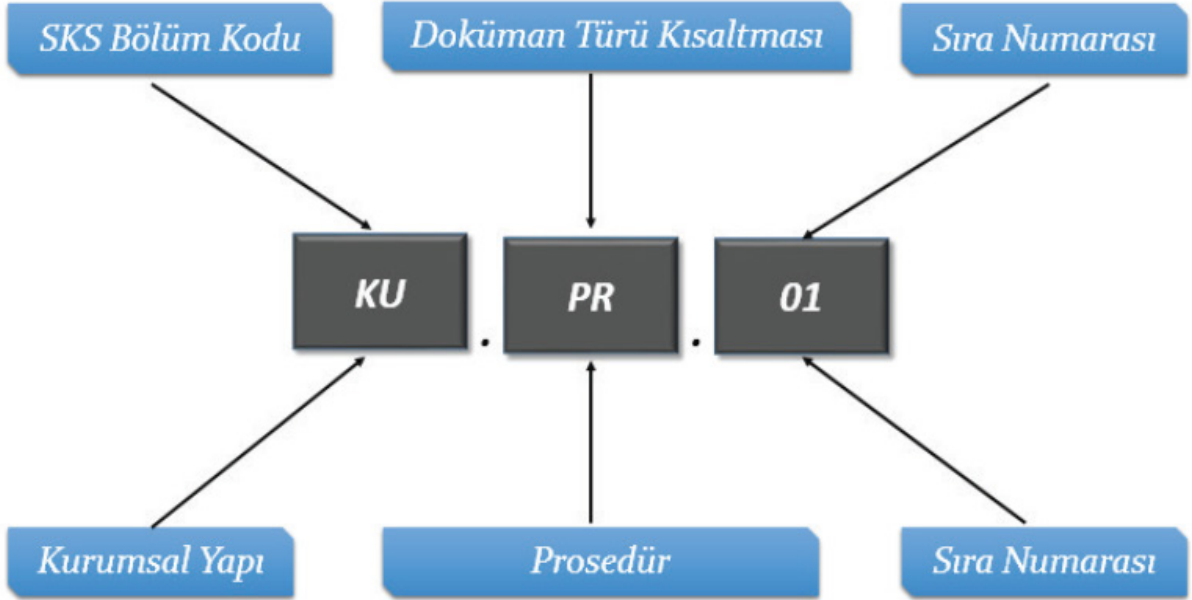 SKS Bölüm Kodu
Doküman Türü Kısaltması
Sıra Numarası
KU . PR . 01
Kurumsal Yapı
Prosedür
Sıra Numarası